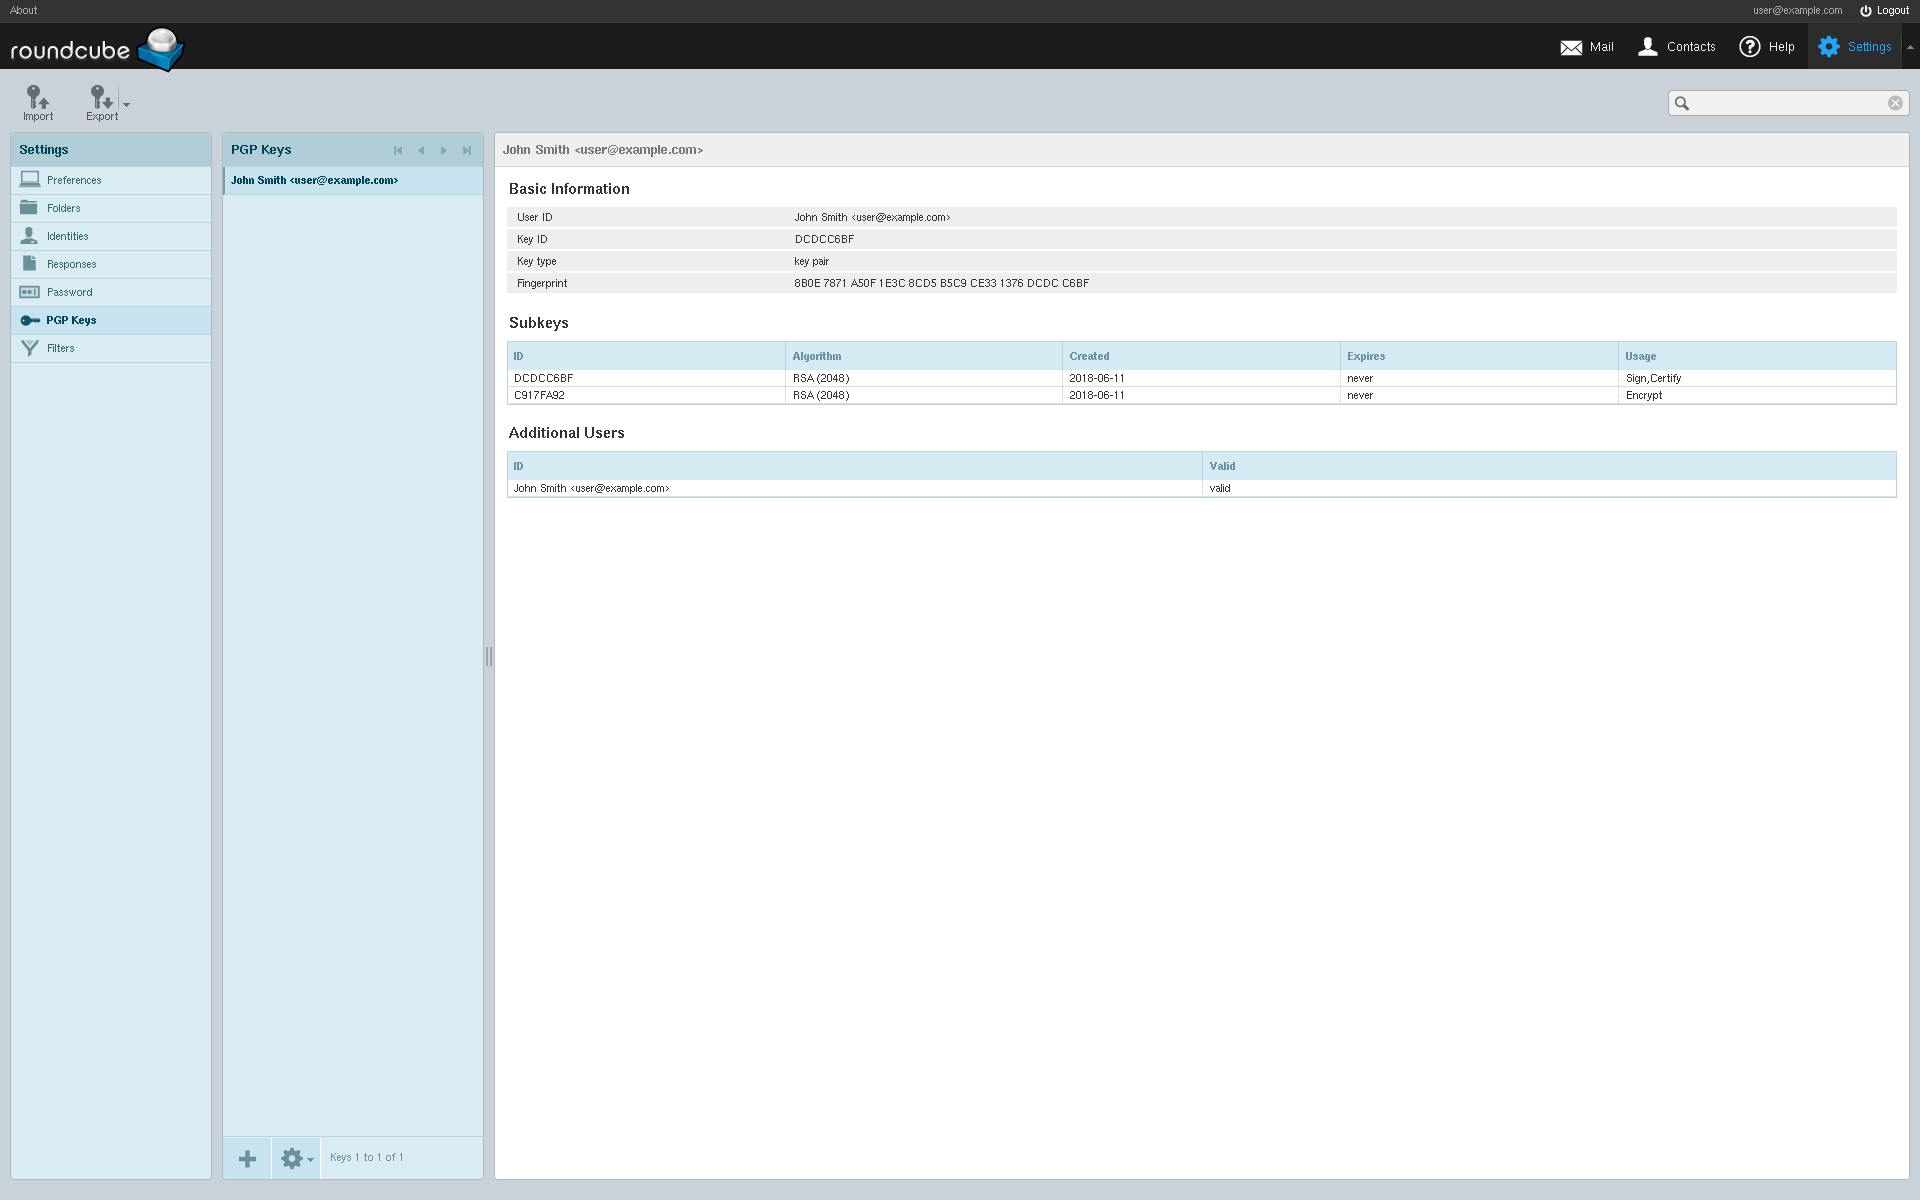 About
user@example.com Logout
roundcube
Mail Contacts Help Settings
Import Export
Settings
Preferences
Folders
Identities
Responses
Password
PGP Keys
Filters
PGP Keys
John Smith <user@example.com>
Keys 1 to 1 of 1
John Smith <user@example.com>
Basic Information
User ID John Smith <user@example.com>
Key ID DCDCC6BF
Key type key pair
Fingerprint 8B0E 7871 A50F 1E3C 8CD5 B5C9 CE33 1376 DCDC C6BF
Subkeys
ID Algorithm Created Expires Usage
DCDCC6BF RSA (2048) 2018-06-11 never Sign,Certify
C917FA92 RSA (2048) 2018-06-11 never Encrypt
Additional Users
ID Valid
John Smith <user@example.com> valid